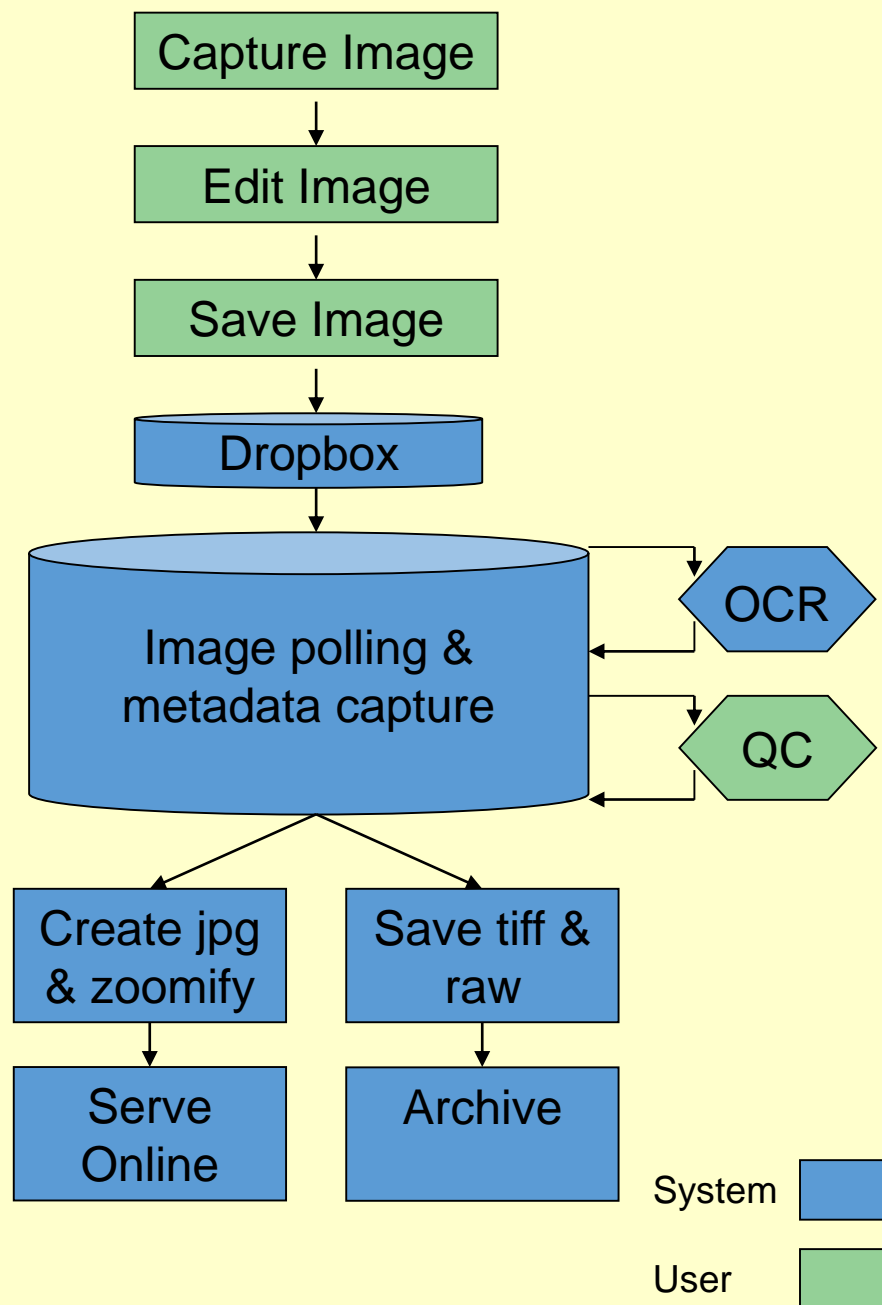 Capture Image
Edit Image
Save Image
Dropbox
Image polling &
metadata capture
OCR
QC
Create jpg
& zoomify
Save tiff &
raw
Serve
Online
Archive
System
User